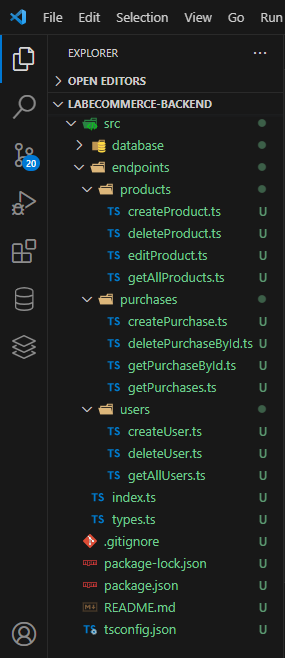 File Edit Selection View Go Run
EXPLORER ...
OPEN EDITORS
LABECOMMERCE-BACKEND
src
database
endpoints
products
TS createProduct.ts U
TS deleteProduct.ts U
TS editProduct.ts U
TS getAllProducts.ts U
purchases
TS createPurchase.ts U
TS deletePurchaseById.ts U
TS getPurchaseById.ts U
TS getPurchases.ts U
users
TS createUser.ts U
TS deleteUser.ts U
TS getAllUsers.ts U
TS index.ts U
TS types.ts U
.gitignore U
package-lock.json U
package.json U
README.md U
tsconfig.json U
20